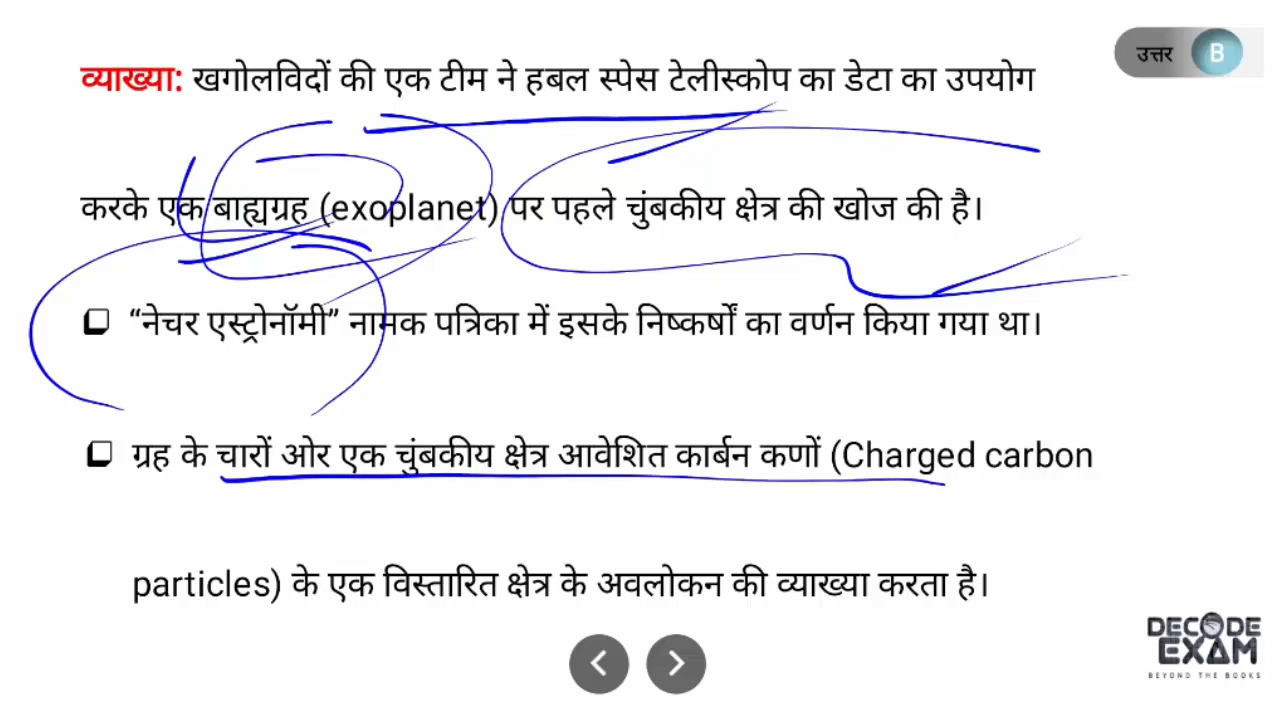 उत्तर B
व्याख्या: खगोलविदों की एक टीम ने हबल स्पेस टेलीस्कोप का डेटा का उपयोग
करके एक बाह्यग्रह (exoplanet) पर पहले चुंबकीय क्षेत्र की खोज की है।
“नेचर एस्ट्रोनॉमी” नामक पत्रिका में इसके निष्कर्षों का वर्णन किया गया था।
ग्रह के चारों ओर एक चुंबकीय क्षेत्र आवेशित कार्बन कणों (Charged carbon
particles) के एक विस्तारित क्षेत्र के अवलोकन की व्याख्या करता है।
DECODE
EXAM
BEYOND THE BOOKS